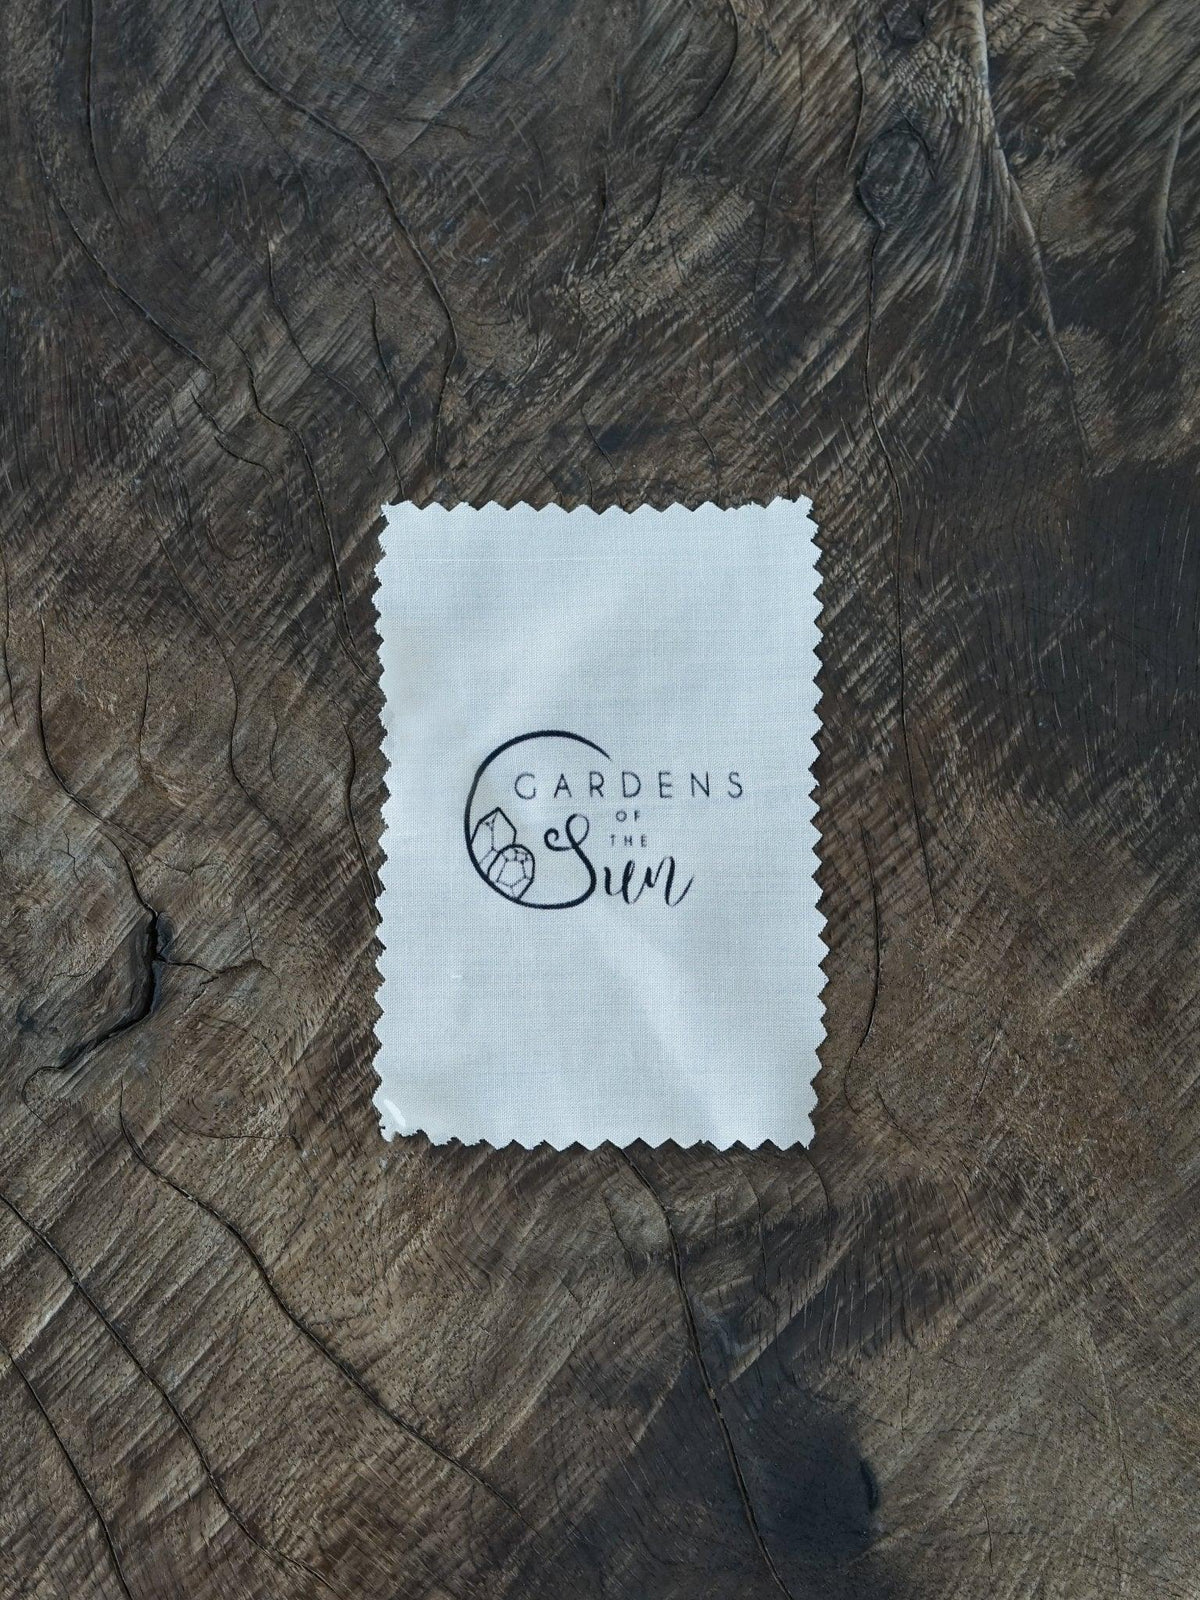 GARDENS
OF
THE
Sun